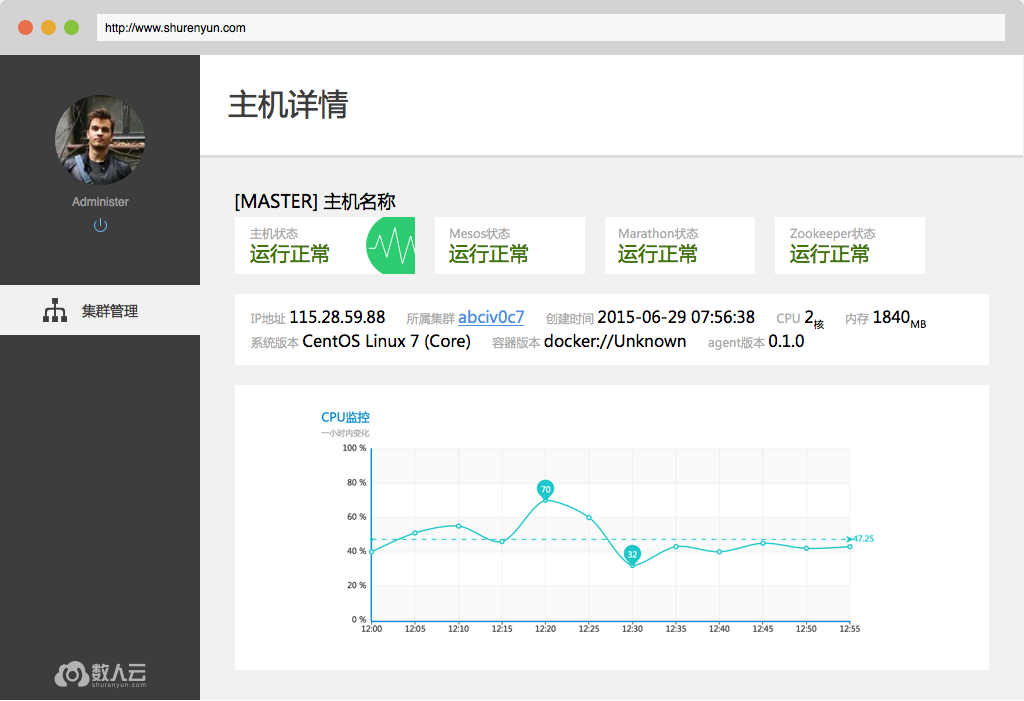 http://www.shurenyun.com
主机详情
Administer
集群管理
数人云
shurenyun.com
[MASTER] 主机名称
主机状态
运行正常
Mesos状态
运行正常
Marathon状态
运行正常
Zookeeper状态
运行正常
IP地址 115.28.59.88 所属集群 abciv0c7 创建时间 2015-06-29 07:56:38 CPU 2核 内存 1840MB
系统版本 CentOS Linux 7 (Core) 容器版本 docker://Unknown agent版本 0.1.0
CPU监控
一小时内变化
100 %
80 %
60 %
40 %
20 %
0 %
70
32
47.25
12:00 12:05 12:10 12:15 12:20 12:25 12:30 12:35 12:40 12:45 12:50 12:55